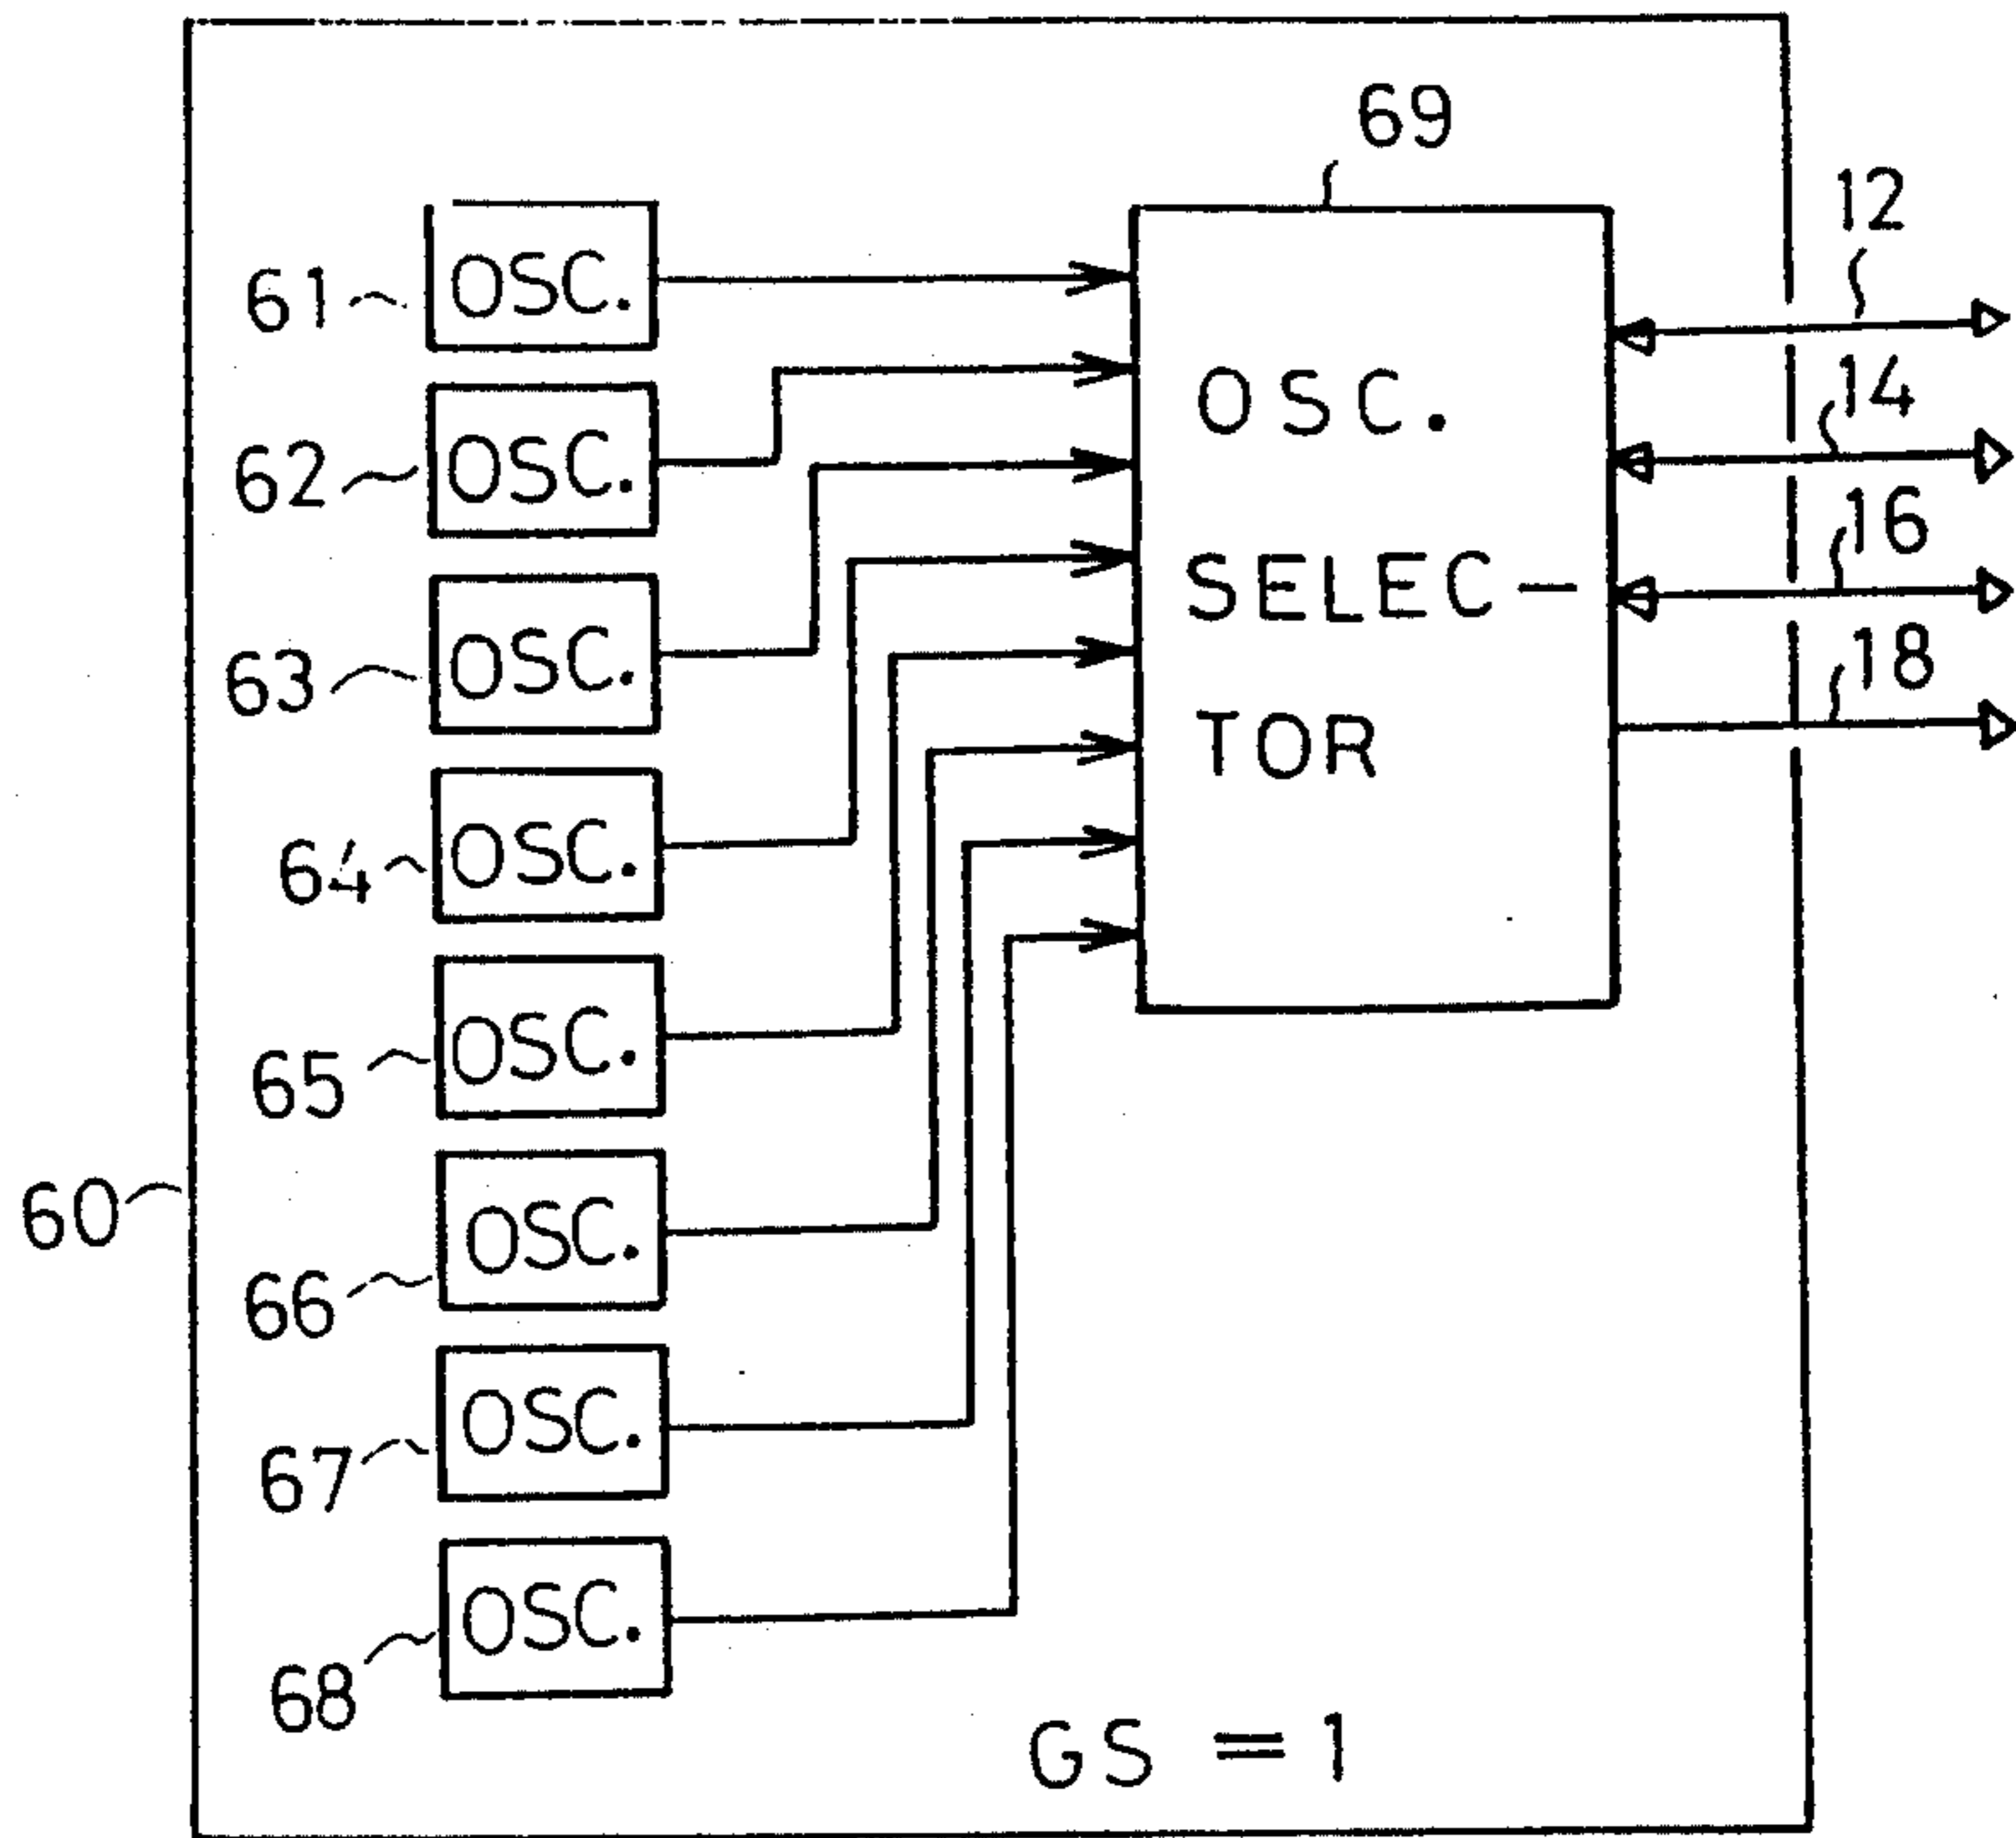 69
12
61 OSC.
OSC.
14
62 OSC.
16
SELEC-
63 OSC.
18
TOR
64 OSC.
65 OSC.
60
66 OSC.
67 OSC.
68 OSC.
GS = 1